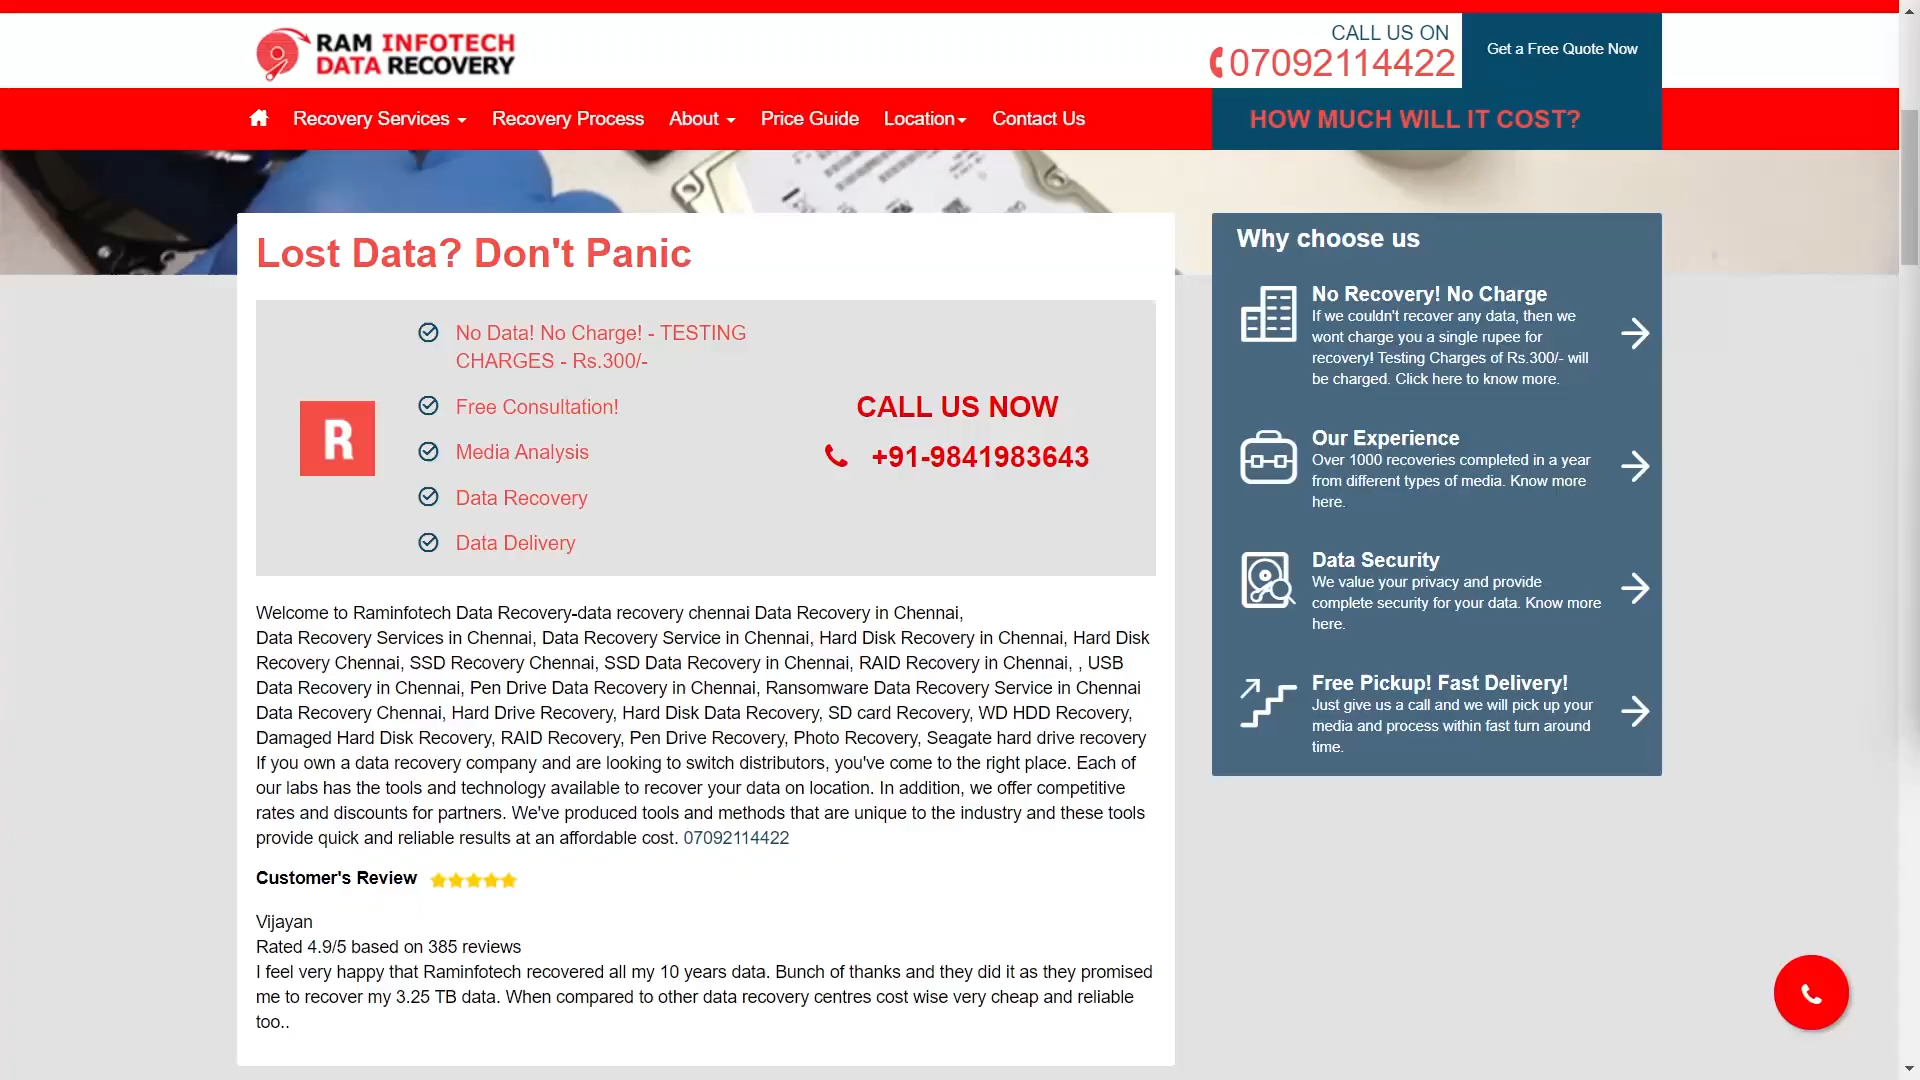 RAM INFOTECH
DATA RECOVERY
CALL US ON
07092114422
Get a Free Quote Now
Recovery Services
Recovery Process
About
Price Guide
Location
Contact Us
HOW MUCH WILL IT COST?
Lost Data? Don't Panic
No Data! No Charge! - TESTING
CHARGES - Rs.300/-
Free Consultation!
Media Analysis
Data Recovery
Data Delivery
R
CALL US NOW
+91-9841983643
Welcome to Raminfotech Data Recovery-data recovery chennai Data Recovery in Chennai,
Data Recovery Services in Chennai, Data Recovery Service in Chennai, Hard Disk Recovery in Chennai, Hard Disk
Recovery Chennai, SSD Recovery Chennai, SSD Data Recovery in Chennai, RAID Recovery in Chennai, , USB
Data Recovery in Chennai, Pen Drive Data Recovery in Chennai, Ransomware Data Recovery Service in Chennai
Data Recovery Chennai, Hard Drive Recovery, Hard Disk Data Recovery, SD card Recovery, WD HDD Recovery,
Damaged Hard Disk Recovery, RAID Recovery, Pen Drive Recovery, Photo Recovery, Seagate hard drive recovery
If you own a data recovery company and are looking to switch distributors, you've come to the right place. Each of
our labs has the tools and technology available to recover your data on location. In addition, we offer competitive
rates and discounts for partners. We've produced tools and methods that are unique to the industry and these tools
provide quick and reliable results at an affordable cost. 07092114422
Customer's Review
Vijayan
Rated 4.9/5 based on 385 reviews
I feel very happy that Raminfotech recovered all my 10 years data. Bunch of thanks and they did it as they promised
me to recover my 3.25 TB data. When compared to other data recovery centres cost wise very cheap and reliable
too..
Why choose us
No Recovery! No Charge
If we couldn't recover any data, then we
wont charge you a single rupee for
recovery! Testing Charges of Rs.300/- will
be charged. Click here to know more.
Our Experience
Over 1000 recoveries completed in a year
from different types of media. Know more
here.
Data Security
We value your privacy and provide
complete security for your data. Know more
here.
Free Pickup! Fast Delivery!
Just give us a call and we will pick up your
media and process within fast turn around
time.